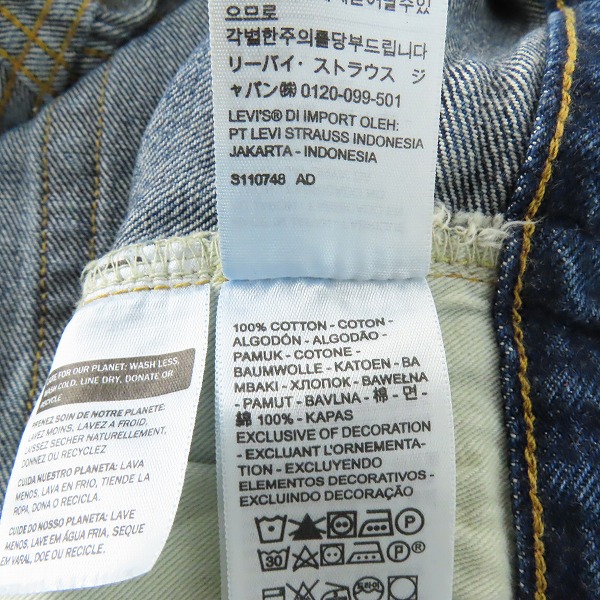 으므로
각별한주의를당부드립니다
リーバイ・ストラウス ジ
ャパン㈱ 0120-099-501
LEVI'S® DI IMPORT OLEH:
PT LEVI STRAUSS INDONESIA
JAKARTA - INDONESIA
S110748 AD
100% COTTON - COTON -
ALGODÓN - ALGODÃO -
PAMUK - COTONE -
BAUMWOLLE - KATOEN - BA
MBAKI - ХЛОПОК - BAWEŁNA
- PAMUT - BAVLNA - 棉 - 면 -
綿 100% - KAPAS
EXCLUSIVE OF DECORATION
- EXCLUANT L'ORNEMENTA-
TION - EXCLUYENDO
ELEMENTOS DECORATIVOS -
EXCLUINDO DECORAÇÃO
P
30
P
드라이
CARE FOR OUR PLANET: WASH LESS,
WASH COLD, LINE DRY, DONATE OR
RECYCLE
PRENEZ SOIN DE NOTRE PLANETE:
LAVEZ MOINS, LAVEZ A FROID,
LAISSEZ SECHER NATURELLEMENT.
DONNEZ OU RECYCLEZ
CUIDA NUESTRO PLANETA: LAVA
MENOS, LAVA EN FRIO, TIENDE LA
ROPA, DONA O RECICLA.
CUIDE DO NOSSO PLANETA: LAVE
MENOS, LAVE EM ÁGUA FRIA, SEQUE
EM VARAL, DOE OU RECICLE.